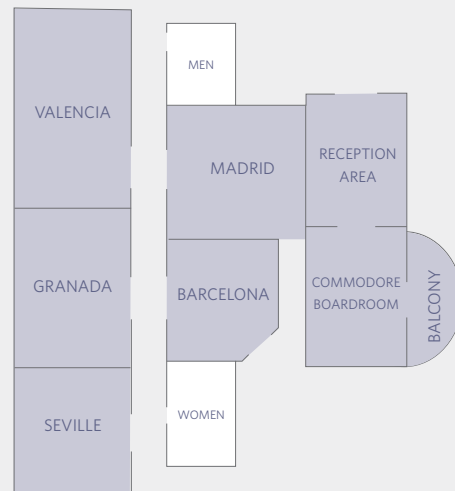 MEN
VALENCIA
MADRID
RECEPTION
AREA
GRANADA
BARCELONA
COMMODORE
BOARDROOM
BALCONY
SEVILLE
WOMEN